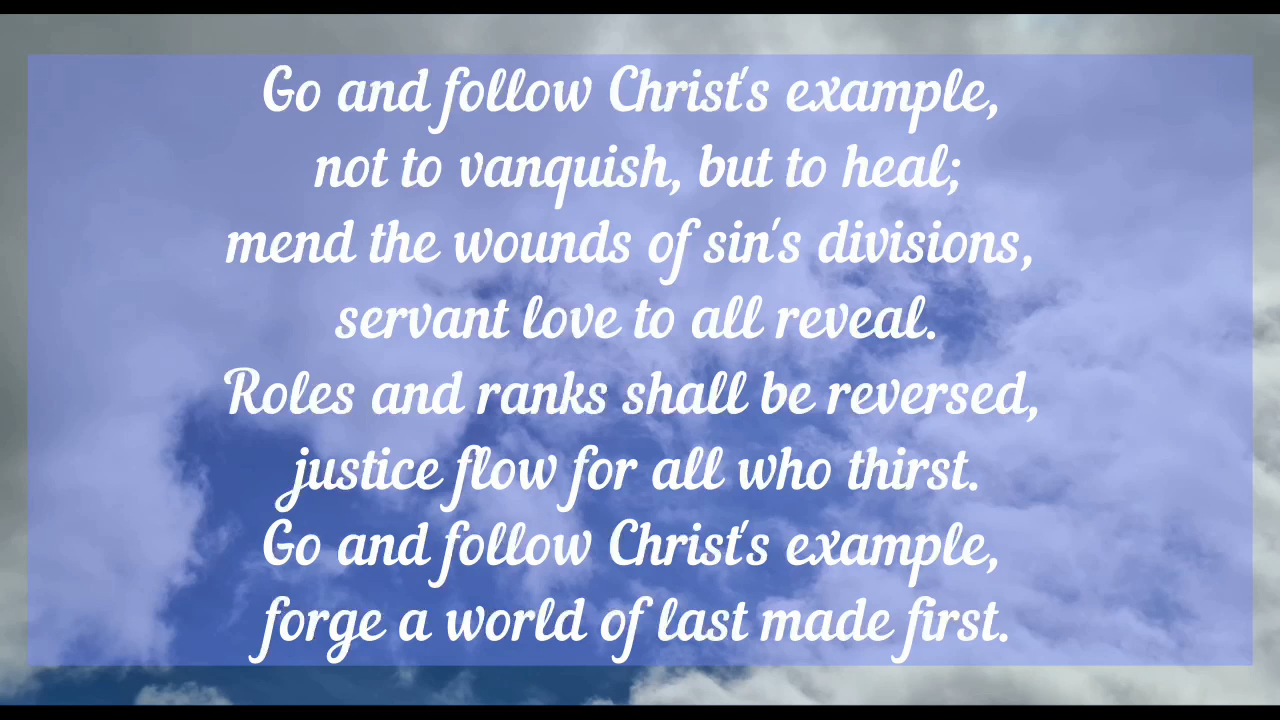 Go and follow Christ's example,
not to vanquish, but to heal;
mend the wounds of sin's divisions,
servant love to all reveal.
Roles and ranks shall be reversed,
justice flow for all who thirst.
Go and follow Christ's example,
forge a world of last made first.